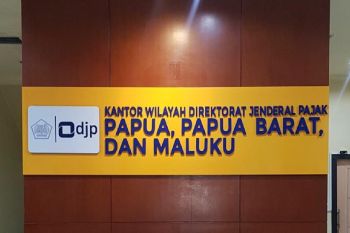 djp
KANTOR WILAYAH DIREKTORAT JENDERAL PAJAK
PAPUA, PAPUA BARAT,
DAN MALUKU